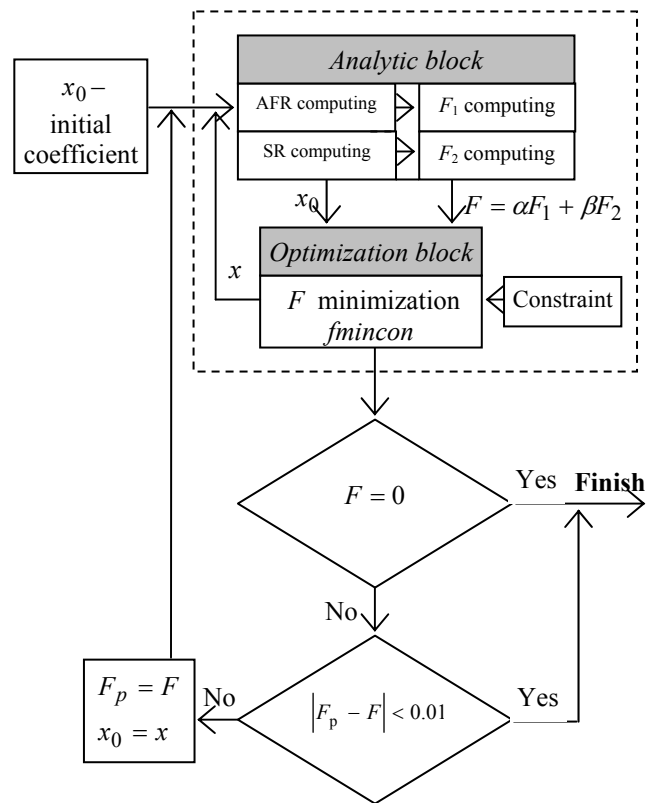 x₀ –
initial
coefficient
Analytic block
AFR computing
F₁ computing
SR computing
F₂ computing
x₀
F = αF₁ + βF₂
Optimization block
x
F minimization
fmincon
Constraint
F = 0
Yes
Finish
No
|Fₚ − F| < 0.01
Yes
No
Fₚ = F
x₀ = x